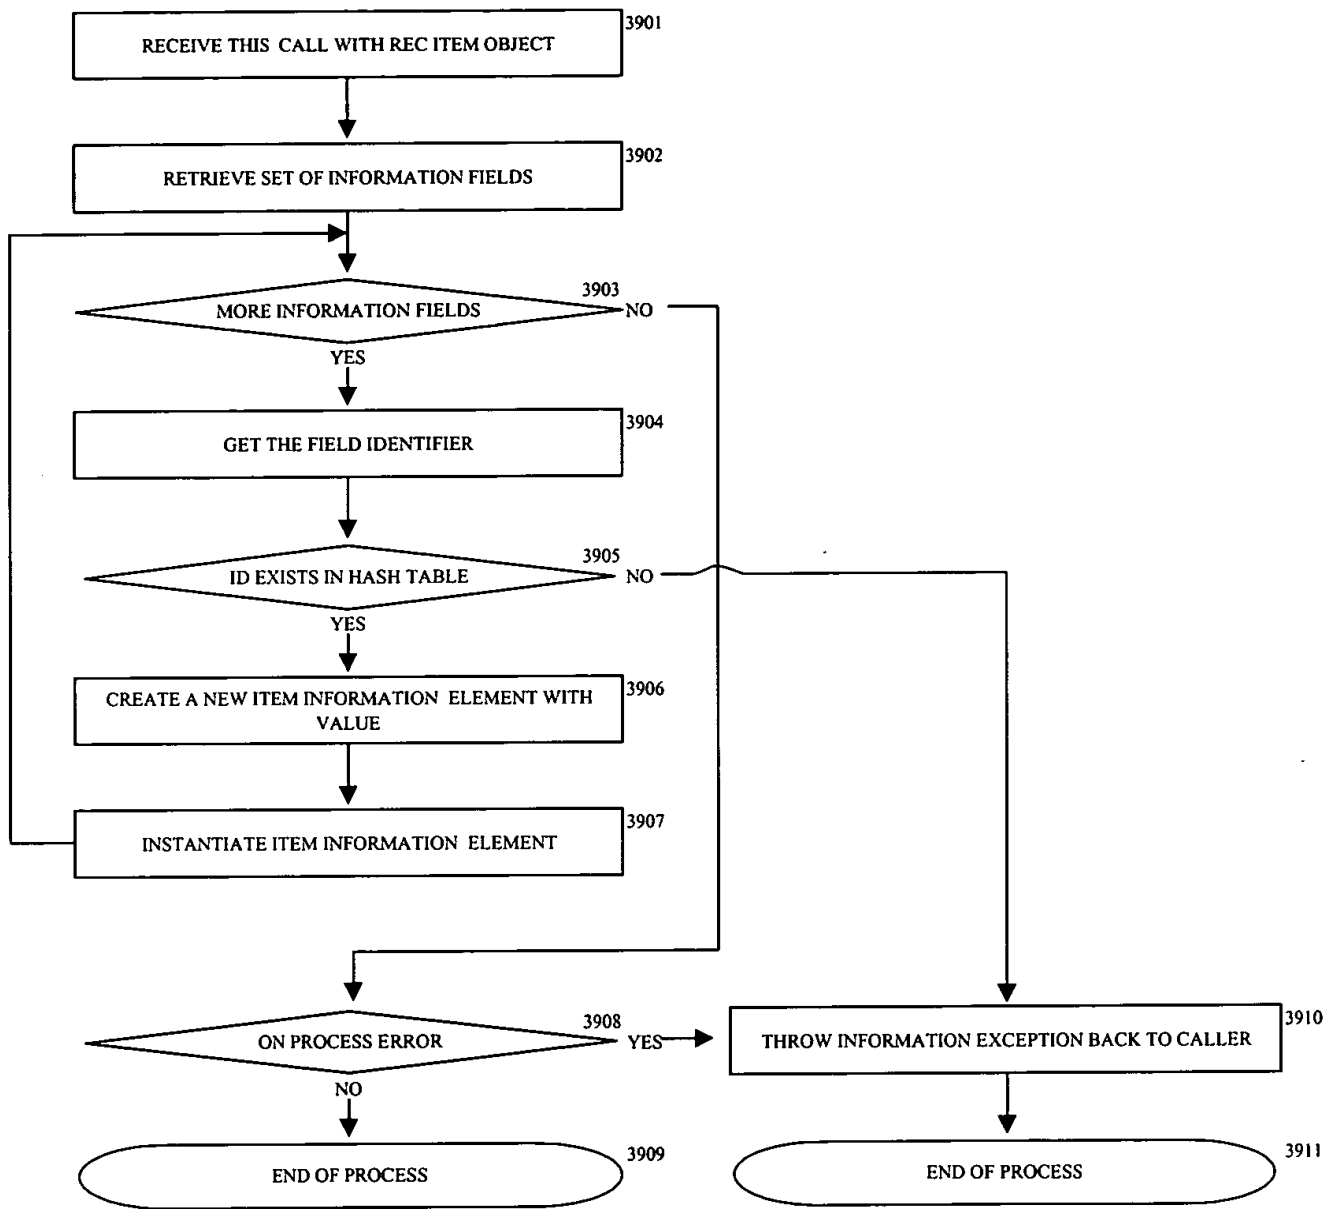 3901
RECEIVE THIS CALL WITH REC ITEM OBJECT
3902
RETRIEVE SET OF INFORMATION FIELDS
3903
MORE INFORMATION FIELDS
NO
YES
3904
GET THE FIELD IDENTIFIER
3905
ID EXISTS IN HASH TABLE
NO
YES
3906
CREATE A NEW ITEM INFORMATION ELEMENT WITH
VALUE
3907
INSTANTIATE ITEM INFORMATION ELEMENT
3908
ON PROCESS ERROR
YES
NO
3910
THROW INFORMATION EXCEPTION BACK TO CALLER
3909
END OF PROCESS
3911
END OF PROCESS